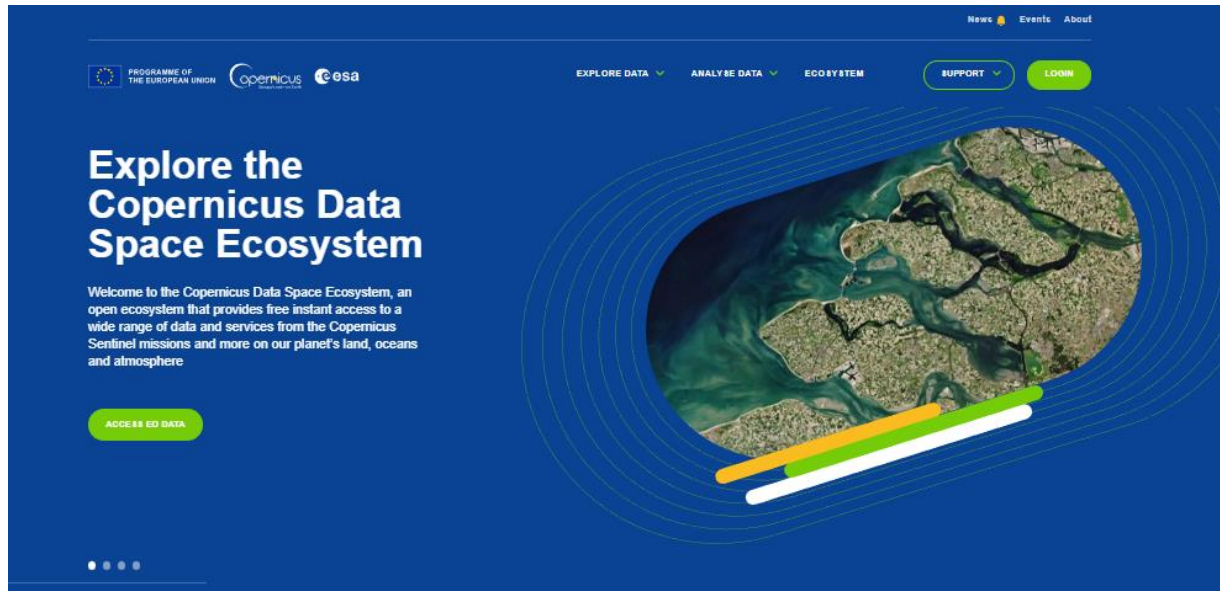 News Events About
PROGRAMME OF
THE EUROPEAN UNION
Copernicus
esa
EXPLORE DATA
ANALYSE DATA
ECOSYSTEM
SUPPORT
LOGIN
Explore the
Copernicus Data
Space Ecosystem
Welcome to the Copernicus Data Space Ecosystem, an
open ecosystem that provides free instant access to a
wide range of data and services from the Copernicus
Sentinel missions and more on our planet's land, oceans
and atmosphere
ACCESS EO DATA